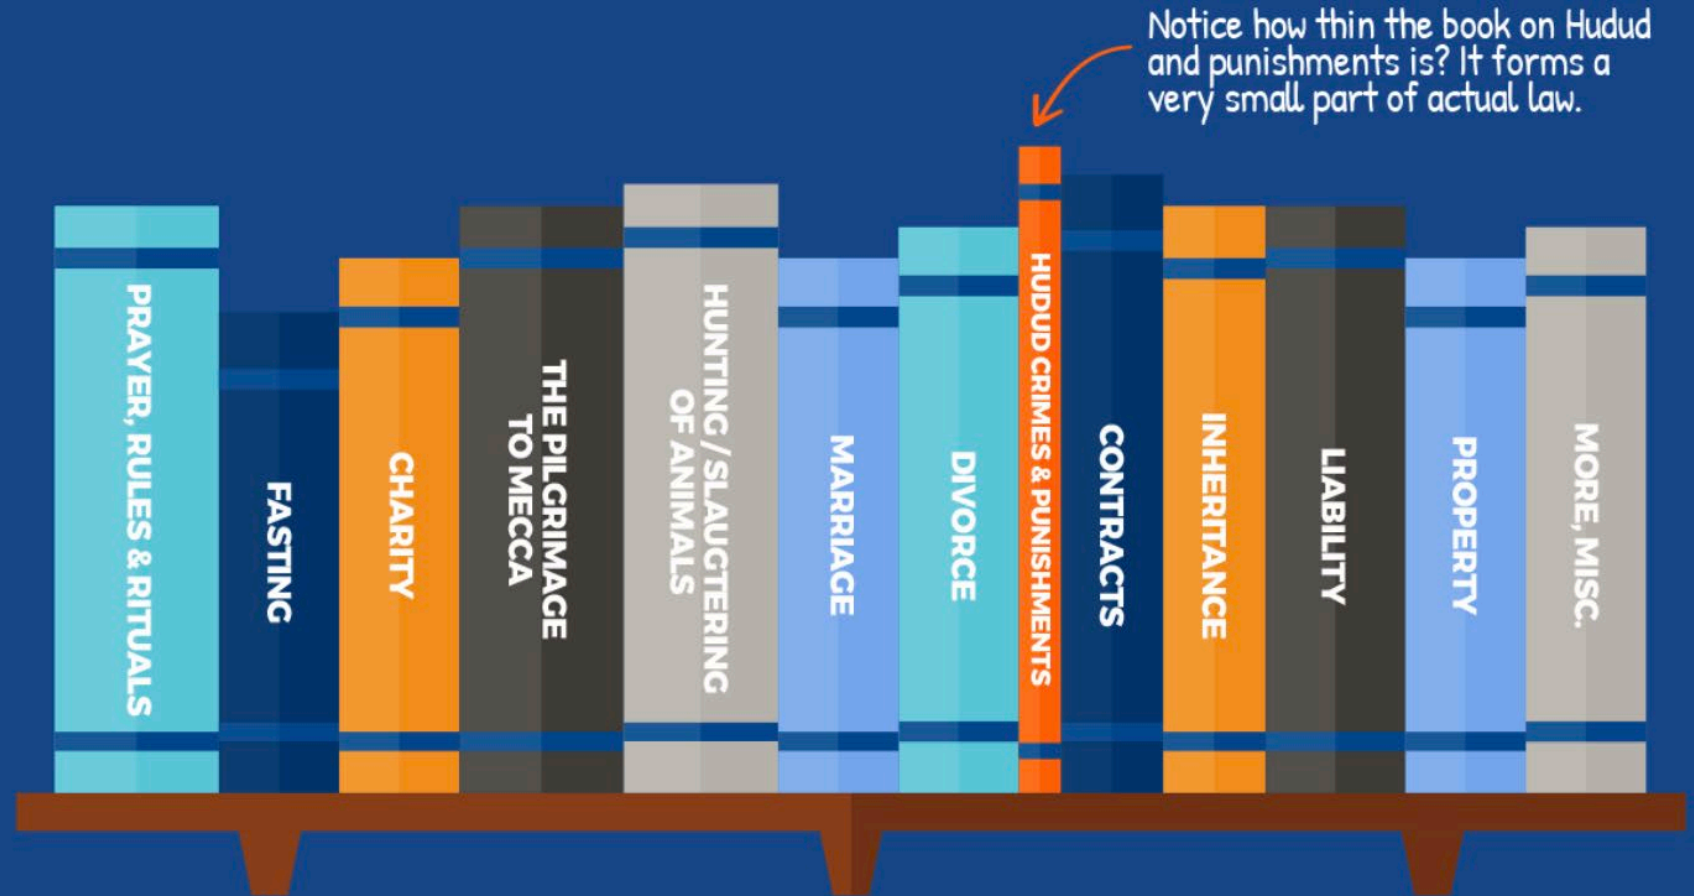 Notice how thin the book on Hudud
and punishments is? It forms a
very small part of actual law.
PRAYER, RULES & RITUALS
FASTING
CHARITY
THE PILGRIMAGE
TO MECCA
HUNTING/SLAUGCTERING
OF ANIMALS
MARRIAGE
DIVORCE
HUDUD CRIMES & PUNISHMENTS
CONTRACTS
INHERITANCE
LIABILITY
PROPERTY
MORE, MISC.